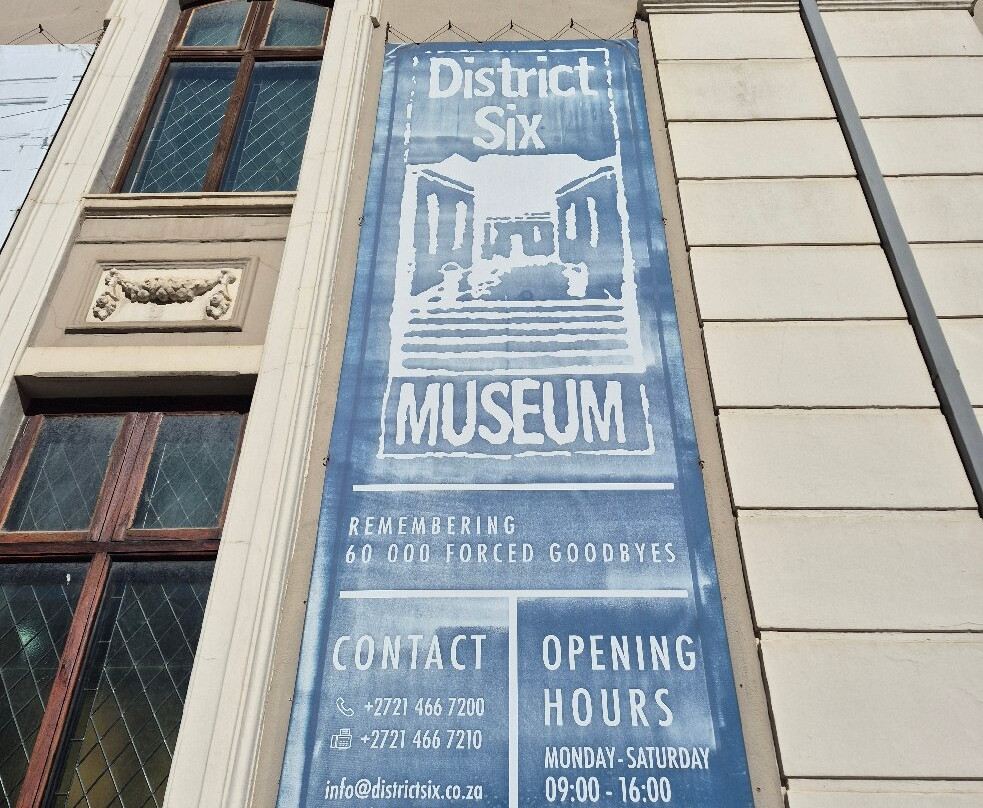 District
Six
MUSEUM
REMEMBERING
60 000 FORCED GOODBYES
CONTACT
+2721 466 7200
+2721 466 7210
info@districtsix.co.za
OPENING
HOURS
MONDAY - SATURDAY
09:00 - 16:00